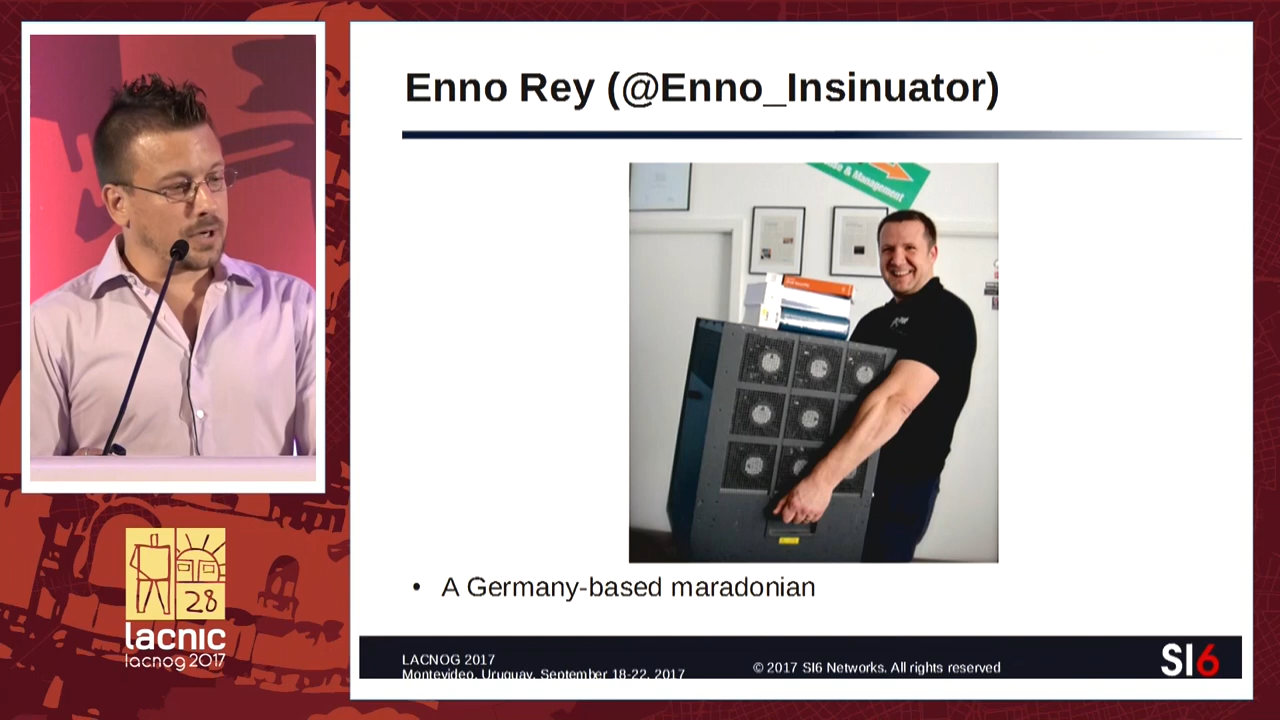 Enno Rey (@Enno_Insinuator)
& Management
• A Germany-based maradonian
28
lacnic
lacnog 2017
LACNOG 2017
Montevideo, Uruguay, September 18-22, 2017
© 2017 SI6 Networks. All rights reserved
SI6